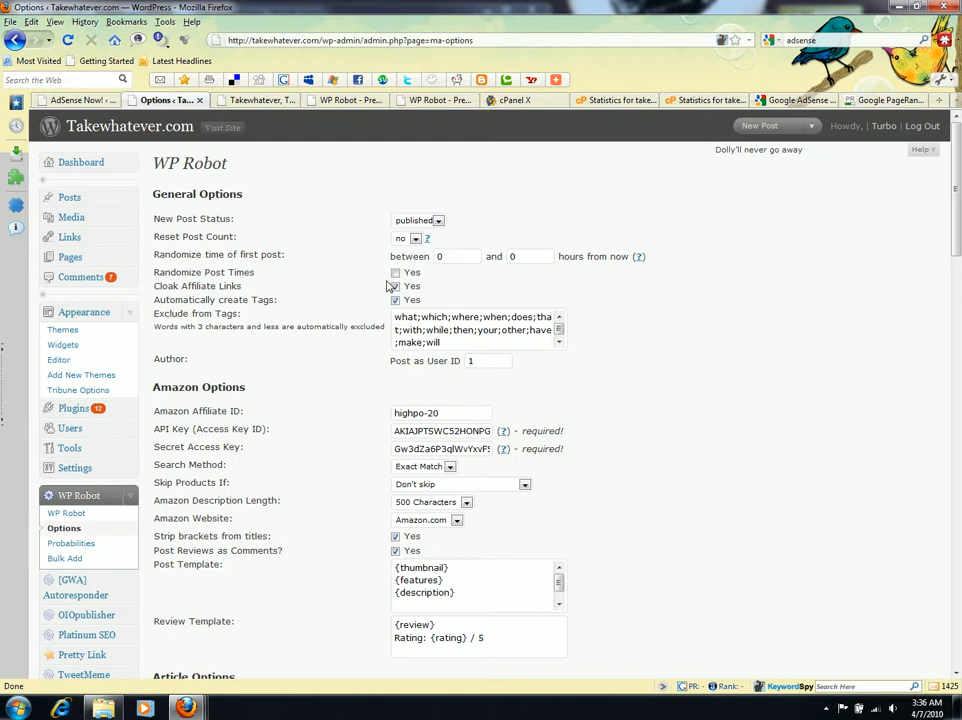 Options ‹ Takewhatever.com — WordPress - Mozilla Firefox
File Edit View History Bookmarks Tools Help
http://takewhatever.com/wp-admin/admin.php?page=ma-options
adsense
Most Visited Getting Started Latest Headlines
Search the Web
AdSense Now! ‹ ... Options ‹ Ta... Takewhatever, T... WP Robot - Pre... WP Robot - Pre... cPanel X Statistics for take... Statistics for take... Google AdSense ... Google PageRan...
Takewhatever.com Visit Site New Post Howdy, Turbo | Log Out
Dolly'll never go away Help
Dashboard
Posts
Media
Links
Pages
Comments 7
Appearance
Themes
Widgets
Editor
Add New Themes
Tribune Options
Plugins 12
Users
Tools
Settings
WP Robot
WP Robot
Options
Probabilities
Bulk Add
[GWA] Autoresponder
OIOpublisher
Platinum SEO
Pretty Link
TweetMeme
WP Robot
General Options
New Post Status: published
Reset Post Count: no ?
Randomize time of first post: between 0 and 0 hours from now (?)
Randomize Post Times Yes
Cloak Affiliate Links Yes
Automatically create Tags: Yes
Exclude from Tags:
Words with 3 characters and less are automatically excluded
what;which;where;when;does;tha
t;with;while;then;your;other;have
;make;will
Author: Post as User ID 1
Amazon Options
Amazon Affiliate ID: highpo-20
API Key (Access Key ID): AKIAJPTSWC52HONPG (?) - required!
Secret Access Key: (?) - required!
Search Method: Exact Match
Skip Products If: Don't skip
Amazon Description Length: 500 Characters
Amazon Website: Amazon.com
Strip brackets from titles: Yes
Post Reviews as Comments? Yes
Post Template:
{thumbnail}
{features}
{description}
Review Template:
{review}
Rating: {rating} / 5
Article Options
Done PR: Rank: KeywordSpy Search Here 1425
3:36 AM
4/7/2010